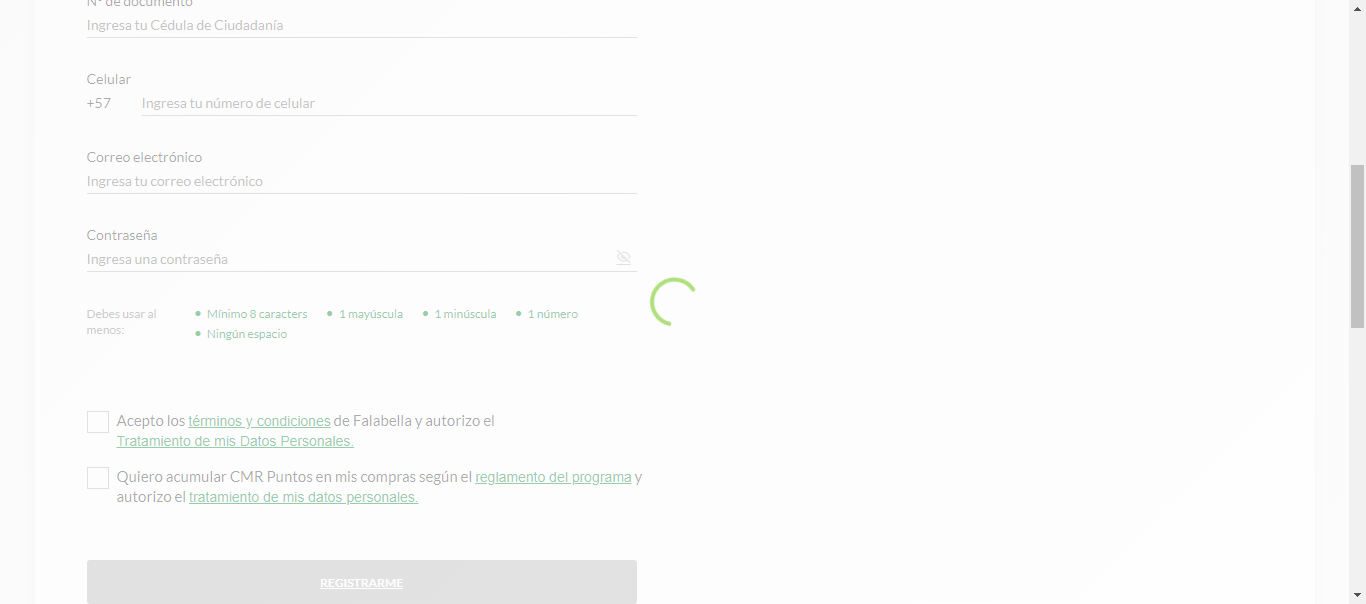 N° de documento
Ingresa tu Cédula de Ciudadanía
Celular
+57 Ingresa tu número de celular
Correo electrónico
Ingresa tu correo electrónico
Contraseña
Ingresa una contraseña
Debes usar al menos:
• Mínimo 8 caracters • 1 mayúscula • 1 minúscula • 1 número
• Ningún espacio
Acepto los términos y condiciones de Falabella y autorizo el
Tratamiento de mis Datos Personales.
Quiero acumular CMR Puntos en mis compras según el reglamento del programa y
autorizo el tratamiento de mis datos personales.
REGISTRARME